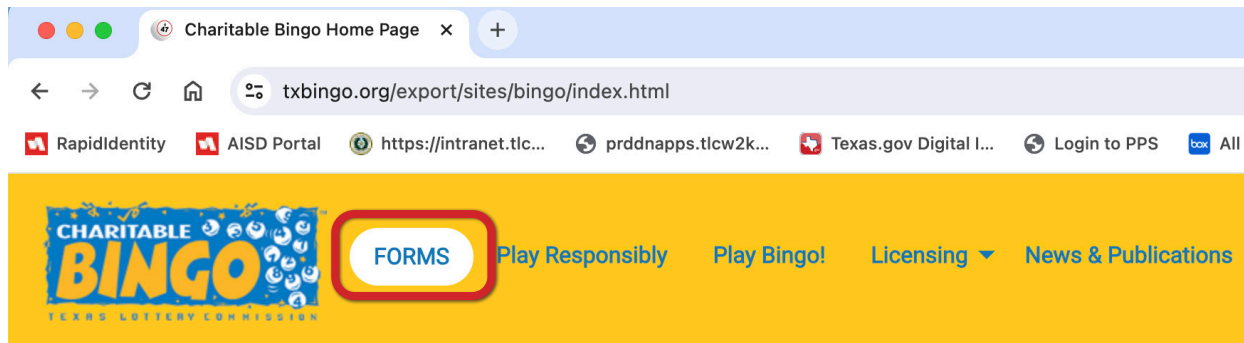 Charitable Bingo Home Page
txbingo.org/export/sites/bingo/index.html
RapidIdentity AISD Portal https://intranet.tlc... prddnapps.tlcw2k... Texas.gov Digital I... Login to PPS box All
CHARITABLE
BINGO
TEXAS LOTTERY COMMISSION
FORMS Play Responsibly Play Bingo! Licensing News & Publications